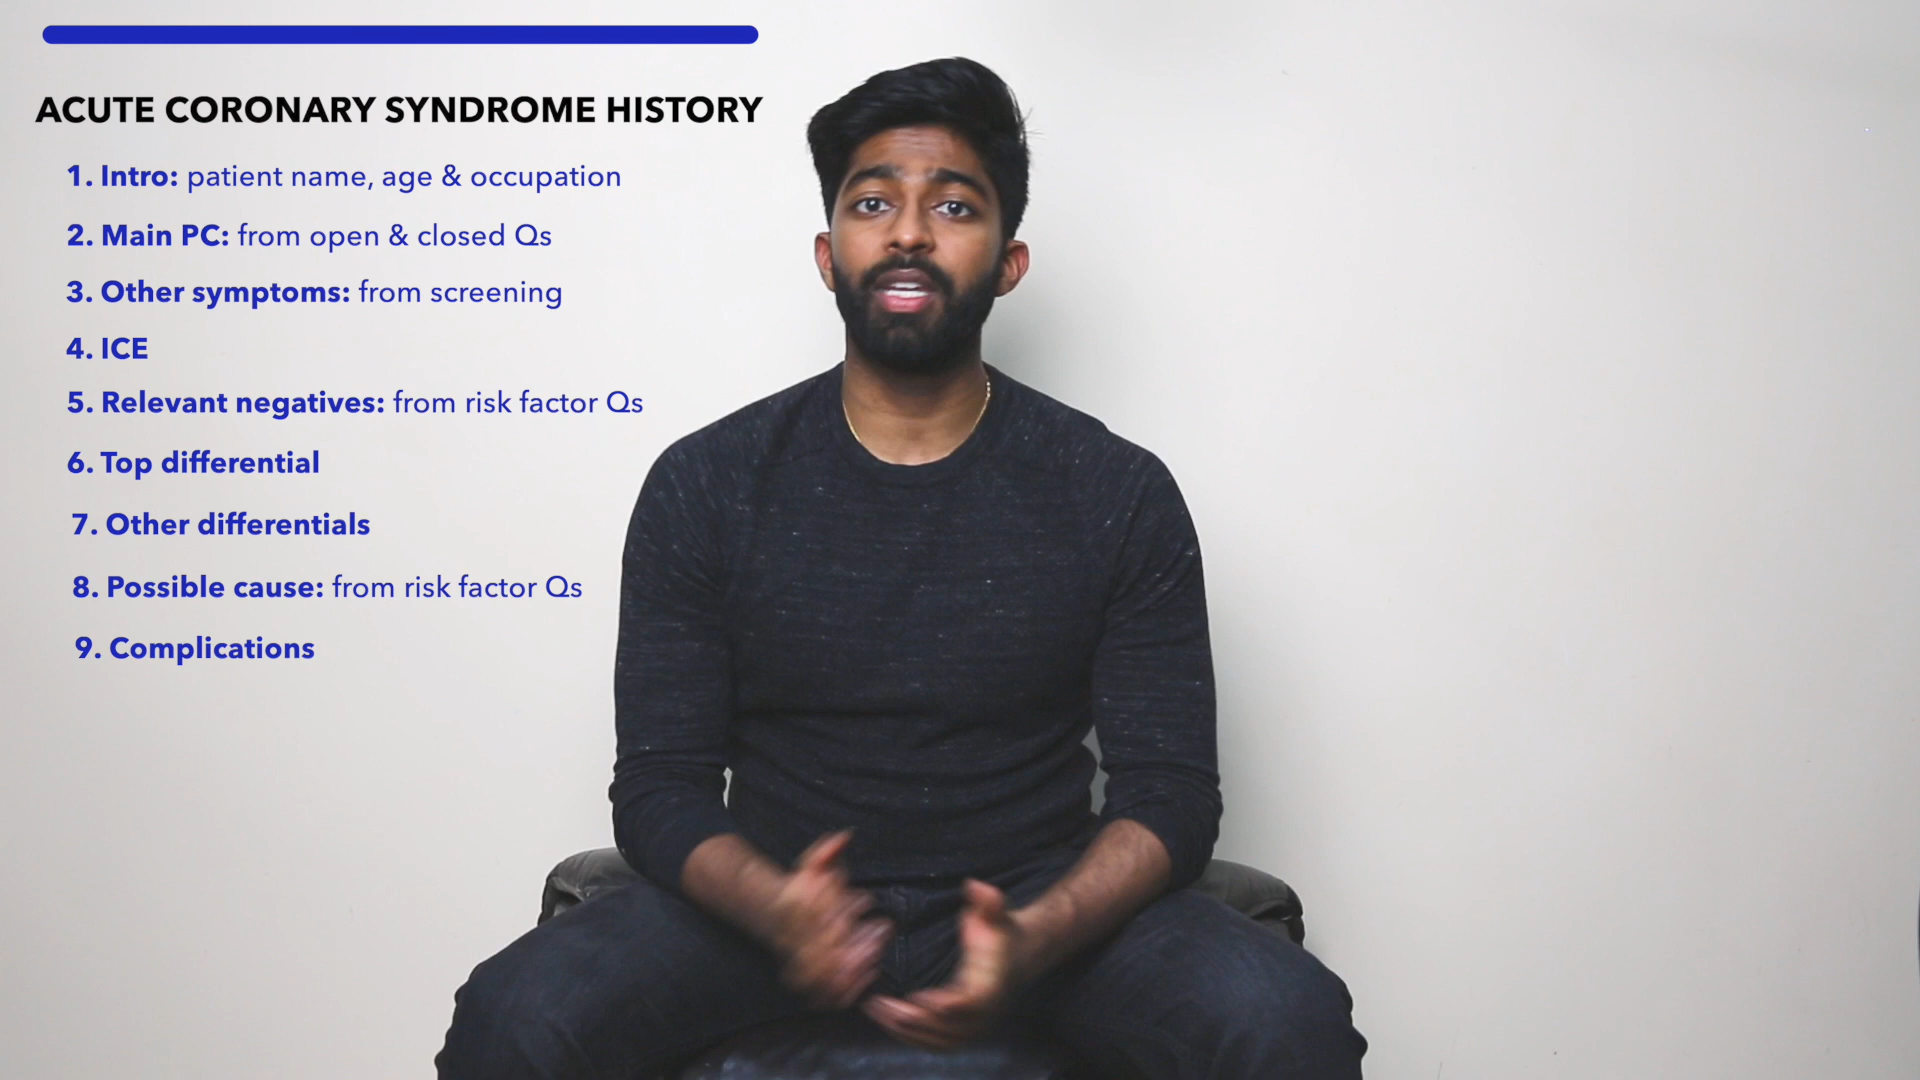 ACUTE CORONARY SYNDROME HISTORY
1. Intro: patient name, age & occupation
2. Main PC: from open & closed Qs
3. Other symptoms: from screening
4. ICE
5. Relevant negatives: from risk factor Qs
6. Top differential
7. Other differentials
8. Possible cause: from risk factor Qs
9. Complications